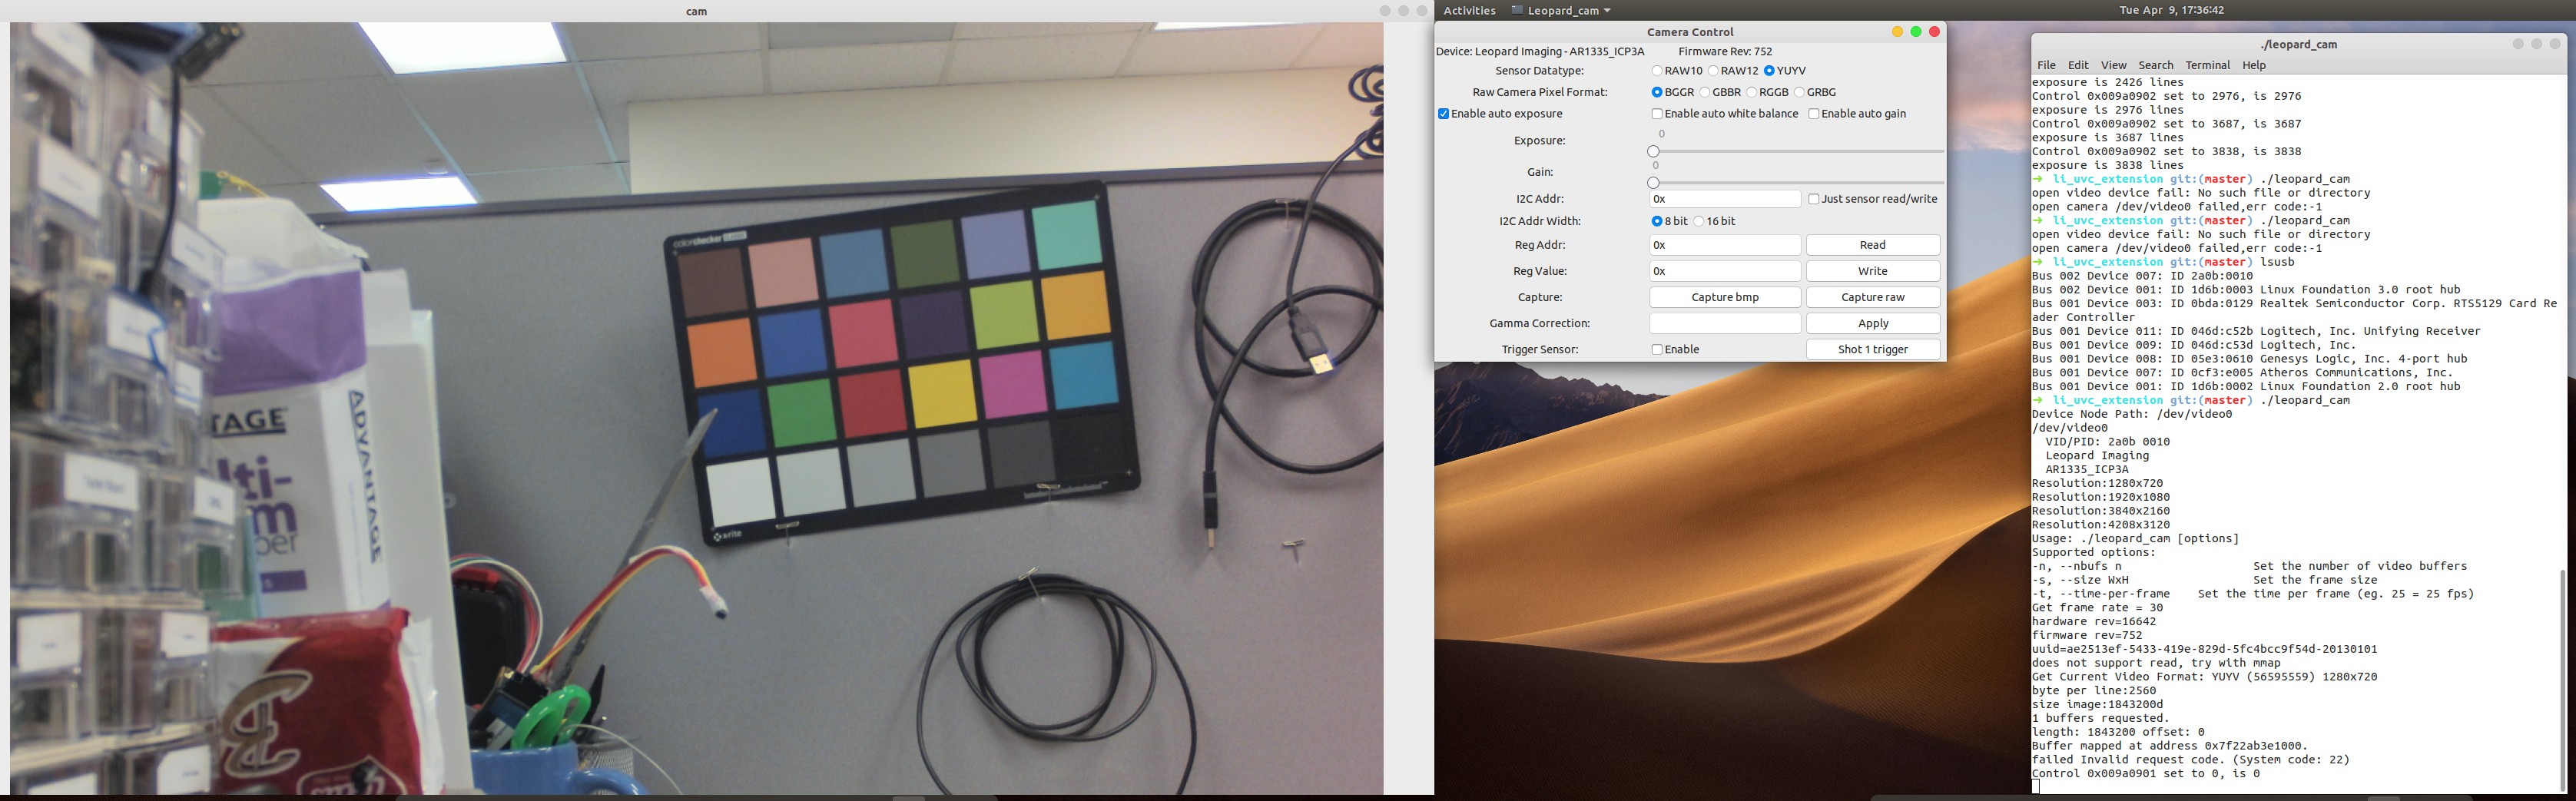 cam
TAGE
ADVANTAGE
lti-
m
per
colorchecker CLASSIC
x-rite
Activities
Leopard_cam
Tue Apr 9, 17:36:42
Camera Control
Device: Leopard Imaging - AR1335_ICP3A Firmware Rev: 752
Sensor Datatype: RAW10 RAW12 YUYV
Raw Camera Pixel Format: BGGR GBBR RGGB GRBG
Enable auto exposure Enable auto white balance Enable auto gain
0
Exposure:
0
Gain:
I2C Addr: 0x Just sensor read/write
I2C Addr Width: 8 bit 16 bit
Reg Addr: 0x Read
Reg Value: 0x Write
Capture: Capture bmp Capture raw
Gamma Correction: Apply
Trigger Sensor: Enable Shot 1 trigger
./leopard_cam
File Edit View Search Terminal Help
exposure is 2426 lines
Control 0x009a0902 set to 2976, is 2976
exposure is 2976 lines
Control 0x009a0902 set to 3687, is 3687
exposure is 3687 lines
Control 0x009a0902 set to 3838, is 3838
exposure is 3838 lines
➜ li_uvc_extension git:(master) ./leopard_cam
open video device fail: No such file or directory
open camera /dev/video0 failed,err code:-1
➜ li_uvc_extension git:(master) ./leopard_cam
open video device fail: No such file or directory
open camera /dev/video0 failed,err code:-1
➜ li_uvc_extension git:(master) lsusb
Bus 002 Device 007: ID 2a0b:0010
Bus 002 Device 001: ID 1d6b:0003 Linux Foundation 3.0 root hub
Bus 001 Device 003: ID 0bda:0129 Realtek Semiconductor Corp. RTS5129 Card Re
ader Controller
Bus 001 Device 011: ID 046d:c52b Logitech, Inc. Unifying Receiver
Bus 001 Device 009: ID 046d:c53d Logitech, Inc.
Bus 001 Device 008: ID 05e3:0610 Genesys Logic, Inc. 4-port hub
Bus 001 Device 007: ID 0cf3:e005 Atheros Communications, Inc.
Bus 001 Device 001: ID 1d6b:0002 Linux Foundation 2.0 root hub
➜ li_uvc_extension git:(master) ./leopard_cam
Device Node Path: /dev/video0
/dev/video0
VID/PID: 2a0b 0010
Leopard Imaging
AR1335_ICP3A
Resolution:1280x720
Resolution:1920x1080
Resolution:3840x2160
Resolution:4208x3120
Usage: ./leopard_cam [options]
Supported options:
-n, --nbufs n Set the number of video buffers
-s, --size WxH Set the frame size
-t, --time-per-frame Set the time per frame (eg. 25 = 25 fps)
Get frame rate = 30
hardware rev=16642
firmware rev=752
uuid=ae2513ef-5433-419e-829d-5fc4bcc9f54d-20130101
does not support read, try with mmap
Get Current Video Format: YUYV (56595559) 1280x720
byte per line:2560
size image:1843200d
1 buffers requested.
length: 1843200 offset: 0
Buffer mapped at address 0x7f22ab3e1000.
failed Invalid request code. (System code: 22)
Control 0x009a0901 set to 0, is 0